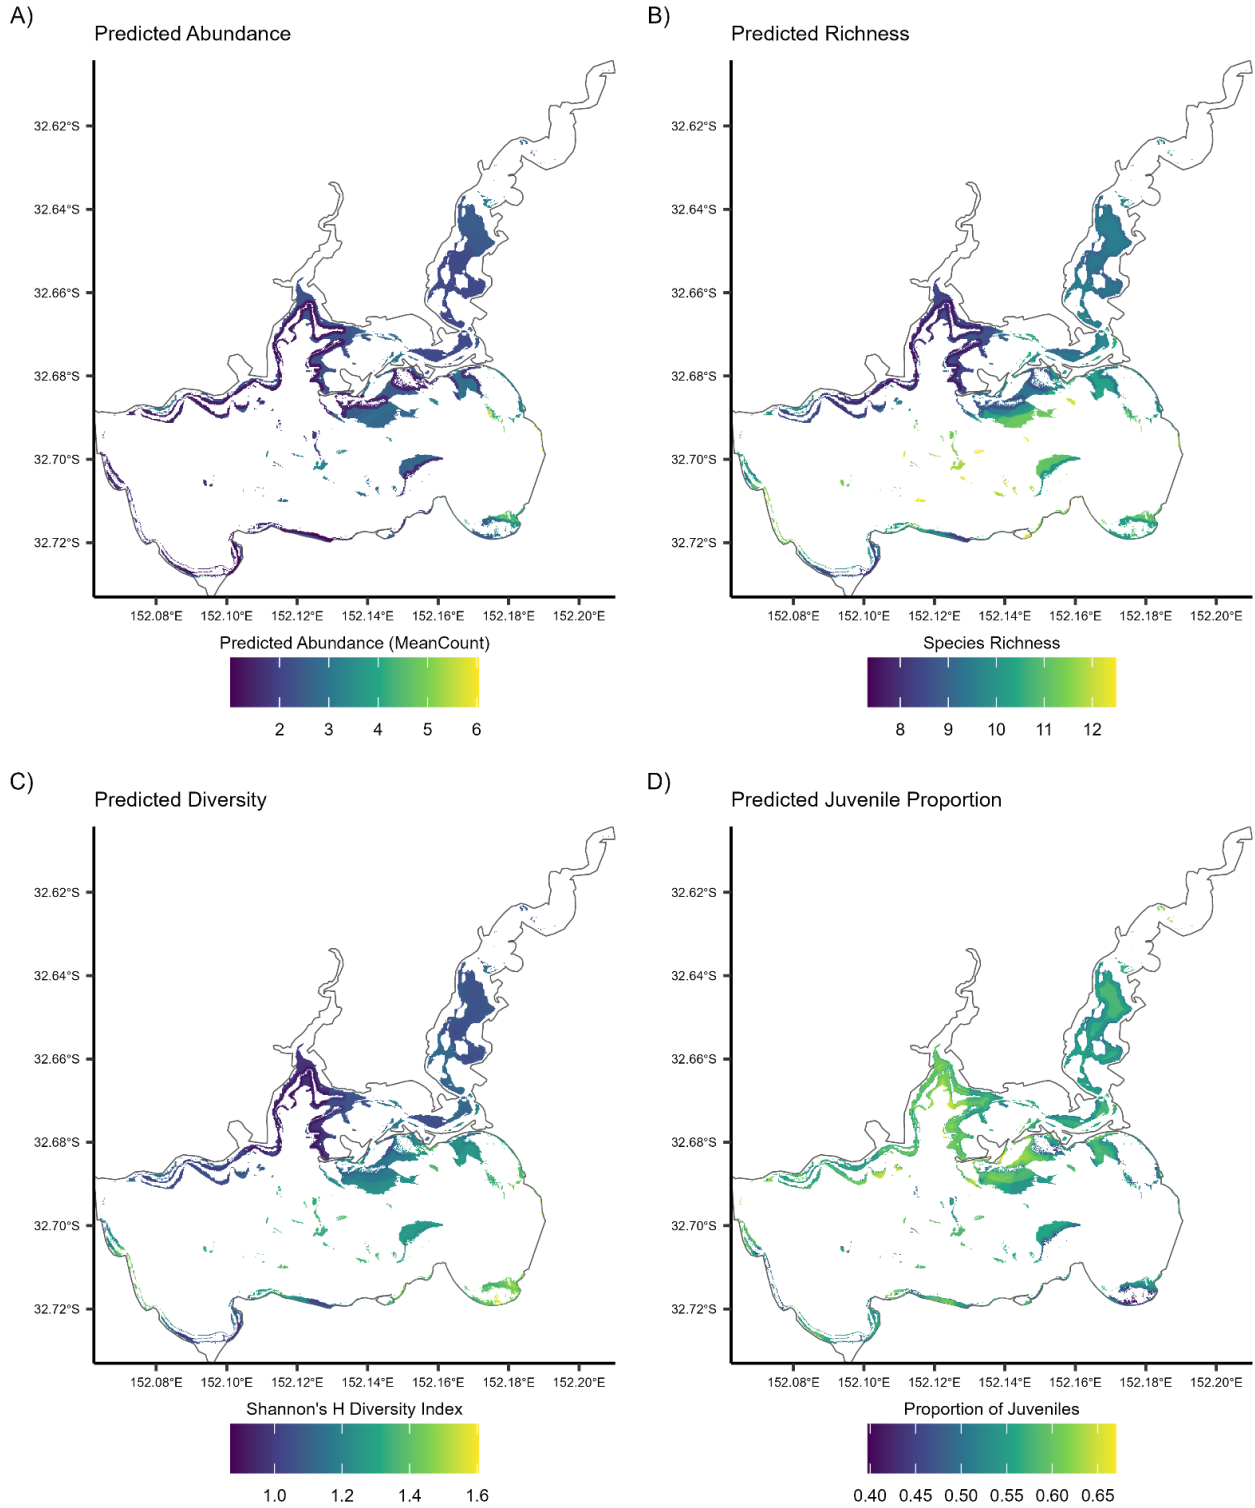 A)
Predicted Abundance
32.62°S
32.64°S
32.66°S
32.68°S
32.70°S
32.72°S
152.08°E 152.10°E 152.12°E 152.14°E 152.16°E 152.18°E 152.20°E
Predicted Abundance (MeanCount)
2 3 4 5 6
B)
Predicted Richness
32.62°S
32.64°S
32.66°S
32.68°S
32.70°S
32.72°S
152.08°E 152.10°E 152.12°E 152.14°E 152.16°E 152.18°E 152.20°E
Species Richness
8 9 10 11 12
C)
Predicted Diversity
32.62°S
32.64°S
32.66°S
32.68°S
32.70°S
32.72°S
152.08°E 152.10°E 152.12°E 152.14°E 152.16°E 152.18°E 152.20°E
Shannon's H Diversity Index
1.0 1.2 1.4 1.6
D)
Predicted Juvenile Proportion
32.62°S
32.64°S
32.66°S
32.68°S
32.70°S
32.72°S
152.08°E 152.10°E 152.12°E 152.14°E 152.16°E 152.18°E 152.20°E
Proportion of Juveniles
0.40 0.45 0.50 0.55 0.60 0.65